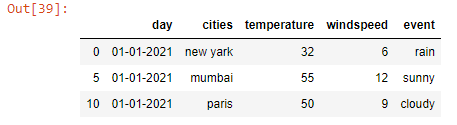 Out[39]:
day cities temperature windspeed event
0 01-01-2021 new yark 32 6 rain
5 01-01-2021 mumbai 55 12 sunny
10 01-01-2021 paris 50 9 cloudy